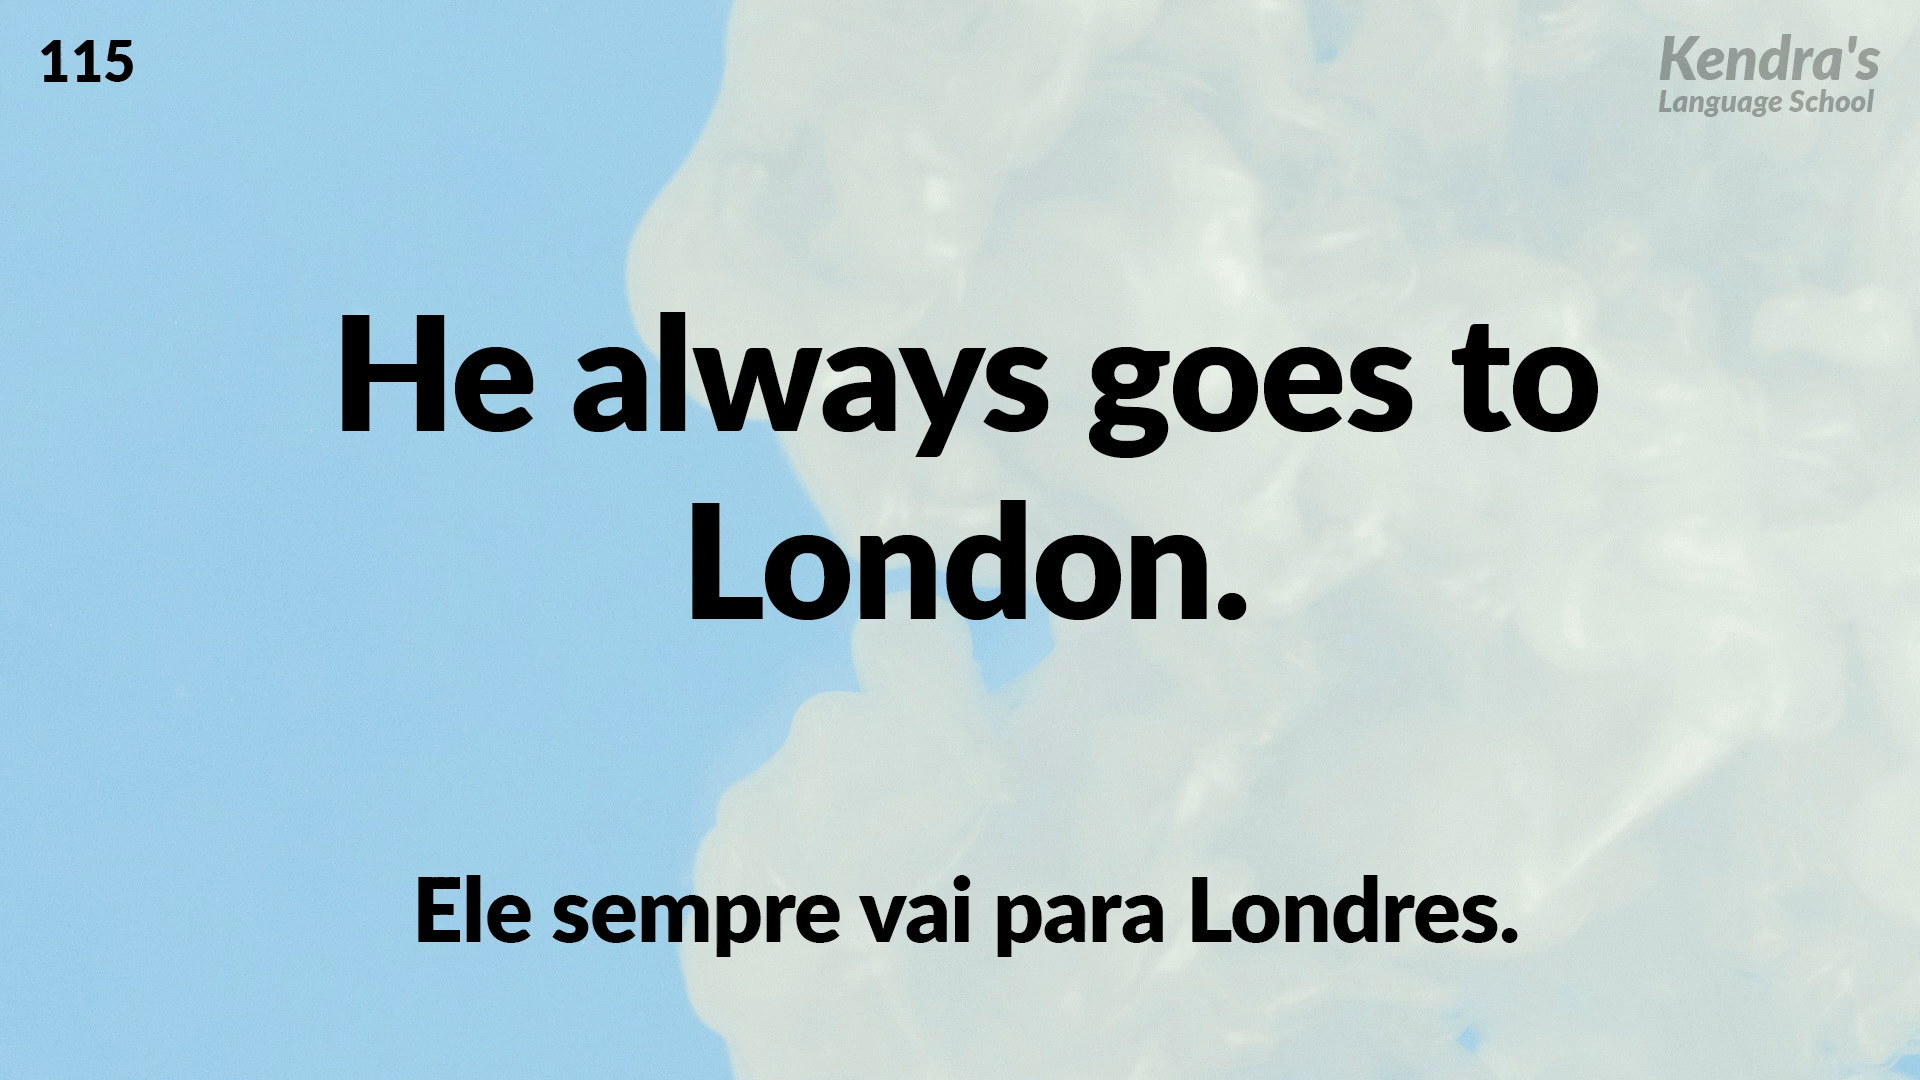 115
Kendra's
Language School
He always goes to
London.
Ele sempre vai para Londres.